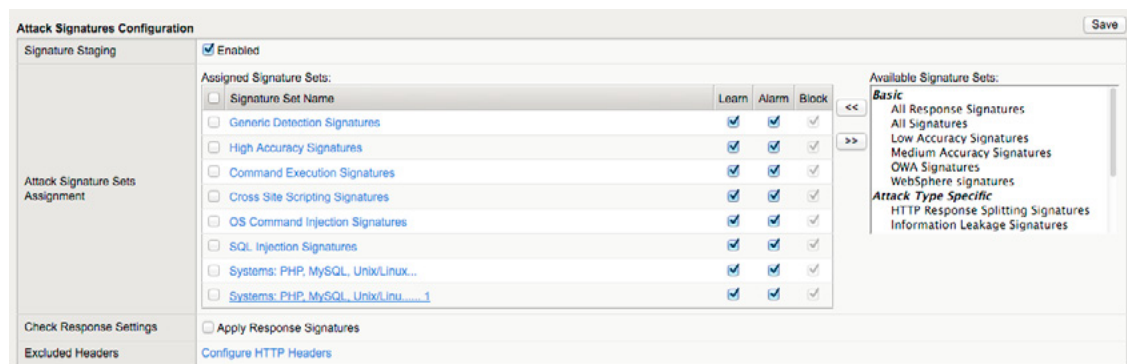 Attack Signatures Configuration
Save
Signature Staging
Enabled
Attack Signature Sets
Assignment
Assigned Signature Sets:
Signature Set Name Learn Alarm Block
Generic Detection Signatures
High Accuracy Signatures
Command Execution Signatures
Cross Site Scripting Signatures
OS Command Injection Signatures
SQL Injection Signatures
Systems: PHP, MySQL, Unix/Linux...
Systems: PHP, MySQL, Unix/Linu...... 1
<<
>>
Available Signature Sets:
Basic
All Response Signatures
All Signatures
Low Accuracy Signatures
Medium Accuracy Signatures
OWA Signatures
WebSphere signatures
Attack Type Specific
HTTP Response Splitting Signatures
Information Leakage Signatures
Check Response Settings
Apply Response Signatures
Excluded Headers
Configure HTTP Headers